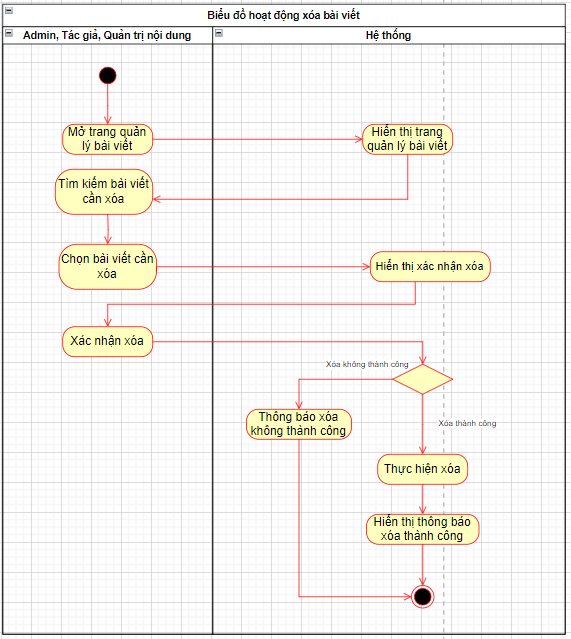 Biểu đồ hoạt động xóa bài viết
Admin, Tác giả, Quản trị nội dung
Hệ thống
Mở trang quản
lý bài viết
Hiển thị trang
quản lý bài viết
Tìm kiếm bài viết
cần xóa
Chọn bài viết cần
xóa
Hiển thị xác nhận xóa
Xác nhận xóa
Xóa không thành công
Thông báo xóa
không thành công
Xóa thành công
Thực hiện xóa
Hiển thị thông báo
xóa thành công